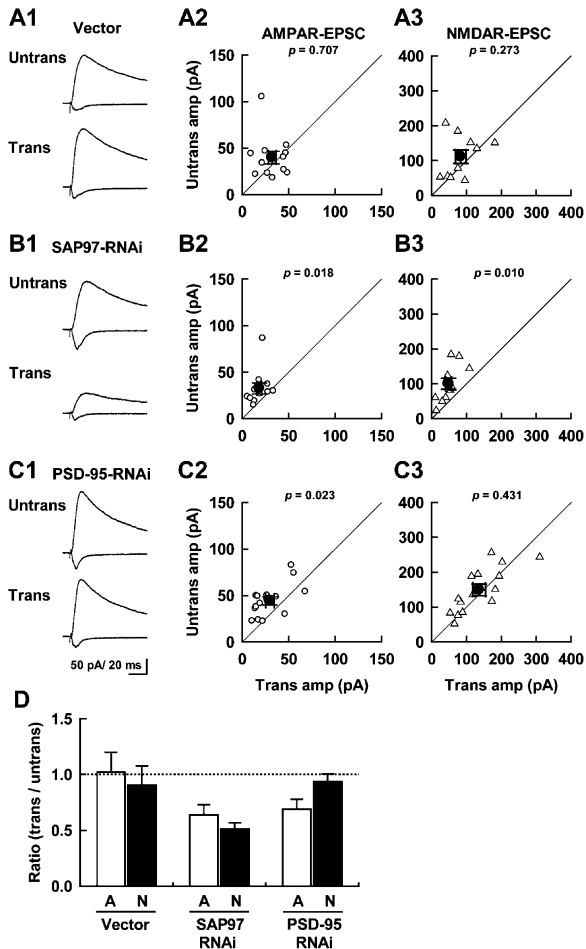 A1
Vector
Untrans
Trans
A2
AMPAR-EPSC
p = 0.707
Untrans amp (pA)
150
100
50
0
0 50 100 150
A3
NMDAR-EPSC
p = 0.273
400
300
200
100
0
0 100 200 300 400
B1
SAP97-RNAi
Untrans
Trans
B2
p = 0.018
Untrans amp (pA)
150
100
50
0
0 50 100 150
B3
p = 0.010
400
300
200
100
0
0 100 200 300 400
C1
PSD-95-RNAi
Untrans
Trans
50 pA/ 20 ms
C2
p = 0.023
Untrans amp (pA)
150
100
50
0
0 50 100 150
Trans amp (pA)
C3
p = 0.431
400
300
200
100
0
0 100 200 300 400
Trans amp (pA)
D
Ratio (trans / untrans)
1.5
1.0
0.5
0.0
A N A N A N
Vector SAP97 PSD-95
RNAi RNAi